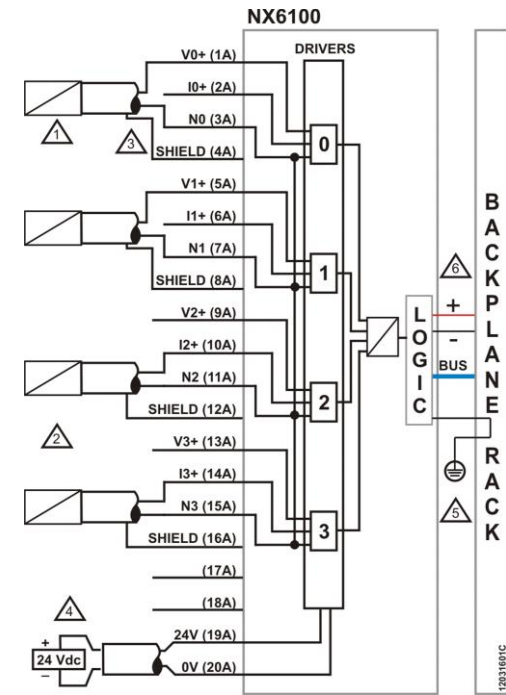 NX6100
DRIVERS
V0+ (1A)
I0+ (2A)
N0 (3A)
SHIELD (4A)
1
3
0
V1+ (5A)
I1+ (6A)
N1 (7A)
SHIELD (8A)
1
V2+ (9A)
I2+ (10A)
N2 (11A)
SHIELD (12A)
2
2
V3+ (13A)
I3+ (14A)
N3 (15A)
SHIELD (16A)
3
(17A)
(18A)
4
+
24 Vdc
–
24V (19A)
0V (20A)
LOGIC
6
+
-
BUS
5
BACKPLANE RACK
12031601C